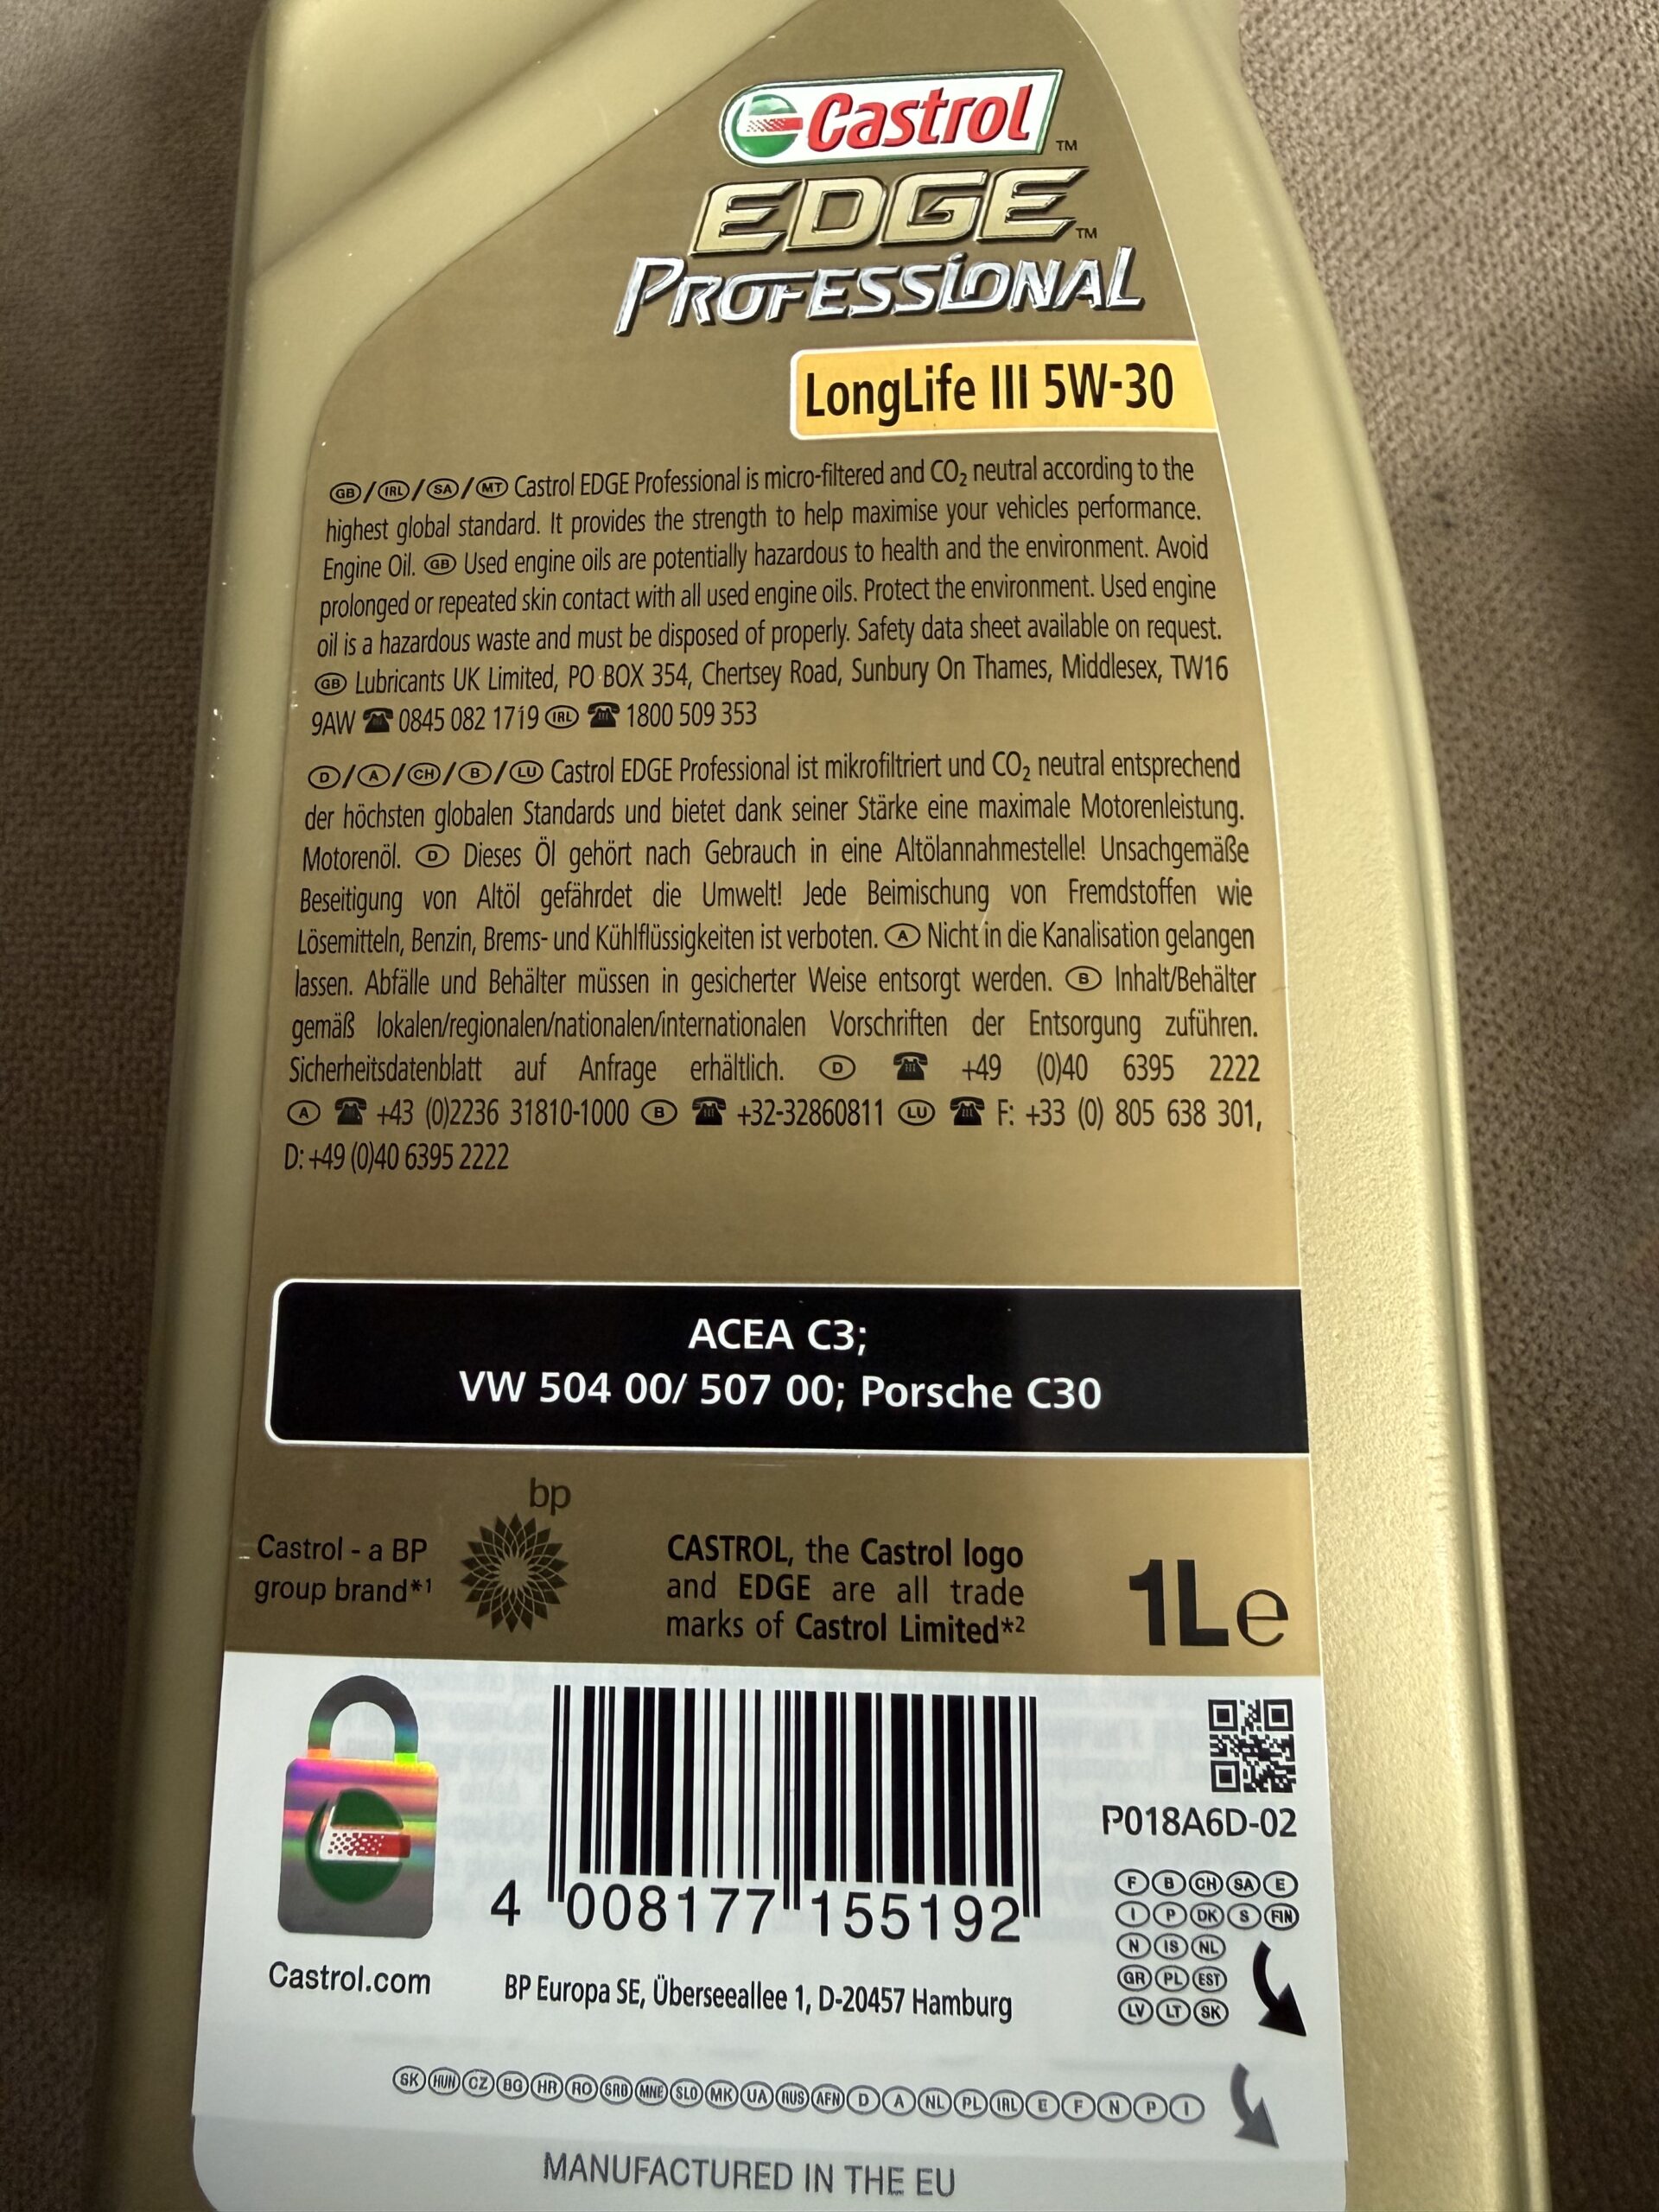 Castrol™
EDGE™
PROFESSIONAL
LongLife III 5W-30
GB/IRL/SA/MT Castrol EDGE Professional is micro-filtered and CO₂ neutral according to the
highest global standard. It provides the strength to help maximise your vehicles performance.
Engine Oil. GB Used engine oils are potentially hazardous to health and the environment. Avoid
prolonged or repeated skin contact with all used engine oils. Protect the environment. Used engine
oil is a hazardous waste and must be disposed of properly. Safety data sheet available on request.
GB Lubricants UK Limited, PO BOX 354, Chertsey Road, Sunbury On Thames, Middlesex, TW16
9AW ☎ 0845 082 1719 IRL ☎ 1800 509 353
D/A/CH/B/LU Castrol EDGE Professional ist mikrofiltriert und CO₂ neutral entsprechend
der höchsten globalen Standards und bietet dank seiner Stärke eine maximale Motorenleistung.
Motorenöl. D Dieses Öl gehört nach Gebrauch in eine Altölannahmestelle! Unsachgemäße
Beseitigung von Altöl gefährdet die Umwelt! Jede Beimischung von Fremdstoffen wie
Lösemitteln, Benzin, Brems- und Kühlflüssigkeiten ist verboten. A Nicht in die Kanalisation gelangen
lassen. Abfälle und Behälter müssen in gesicherter Weise entsorgt werden. B Inhalt/Behälter
gemäß lokalen/regionalen/nationalen/internationalen Vorschriften der Entsorgung zuführen.
Sicherheitsdatenblatt auf Anfrage erhältlich. D ☎ +49 (0)40 6395 2222
A ☎ +43 (0)2236 31810-1000 B ☎ +32-32860811 LU ☎ F: +33 (0) 805 638 301,
D: +49 (0)40 6395 2222
ACEA C3;
VW 504 00/ 507 00; Porsche C30
bp
Castrol - a BP
group brand*1
CASTROL, the Castrol logo
and EDGE are all trade
marks of Castrol Limited*2
1L e
P018A6D-02
F B CH SA E
I P DK S FIN
N IS NL
GR PL EST
LV LT SK
4 008177 155192
Castrol.com
BP Europa SE, Überseeallee 1, D-20457 Hamburg
SK HUN CZ BG HR RO SRB MNE SLO MK UA RUS AFN D A NL PL IRL E F N P I
MANUFACTURED IN THE EU